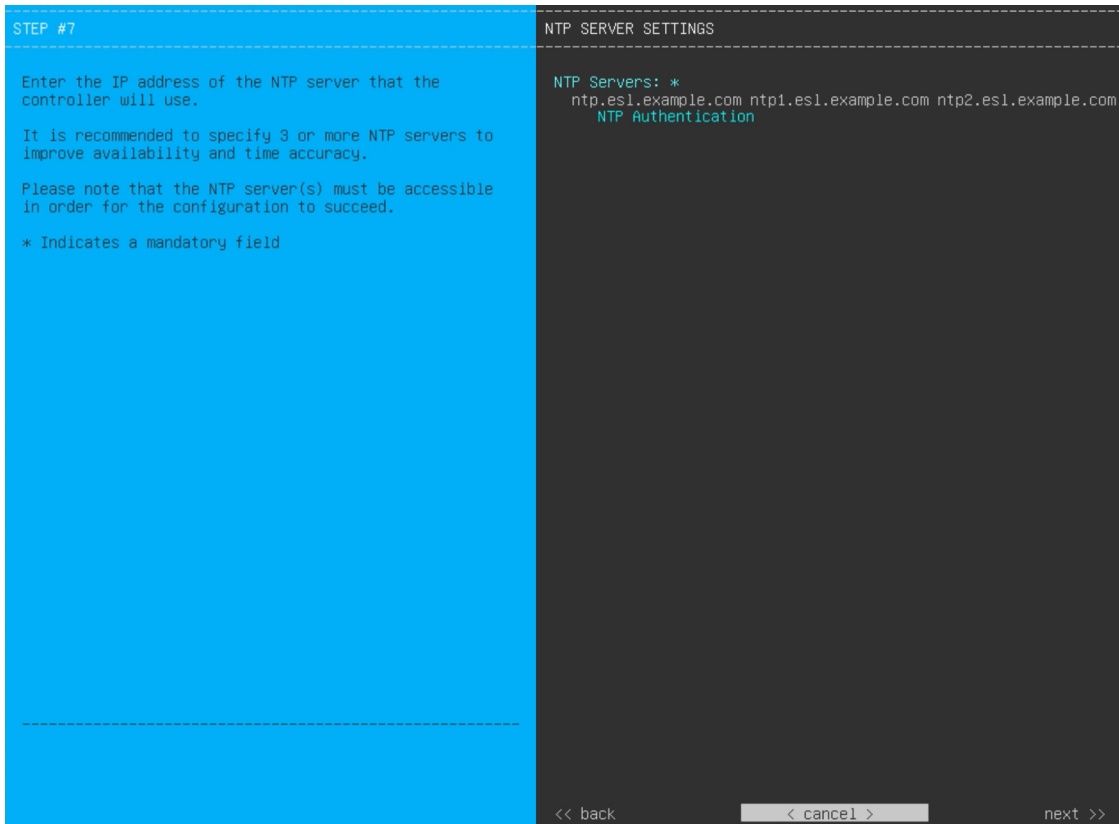 STEP #7
Enter the IP address of the NTP server that the
controller will use.
It is recommended to specify 3 or more NTP servers to
improve availability and time accuracy.
Please note that the NTP server(s) must be accessible
in order for the configuration to succeed.
* Indicates a mandatory field
NTP SERVER SETTINGS
NTP Servers: *
ntp.esl.example.com ntp1.esl.example.com ntp2.esl.example.com
NTP Authentication
<< back < cancel > next >>